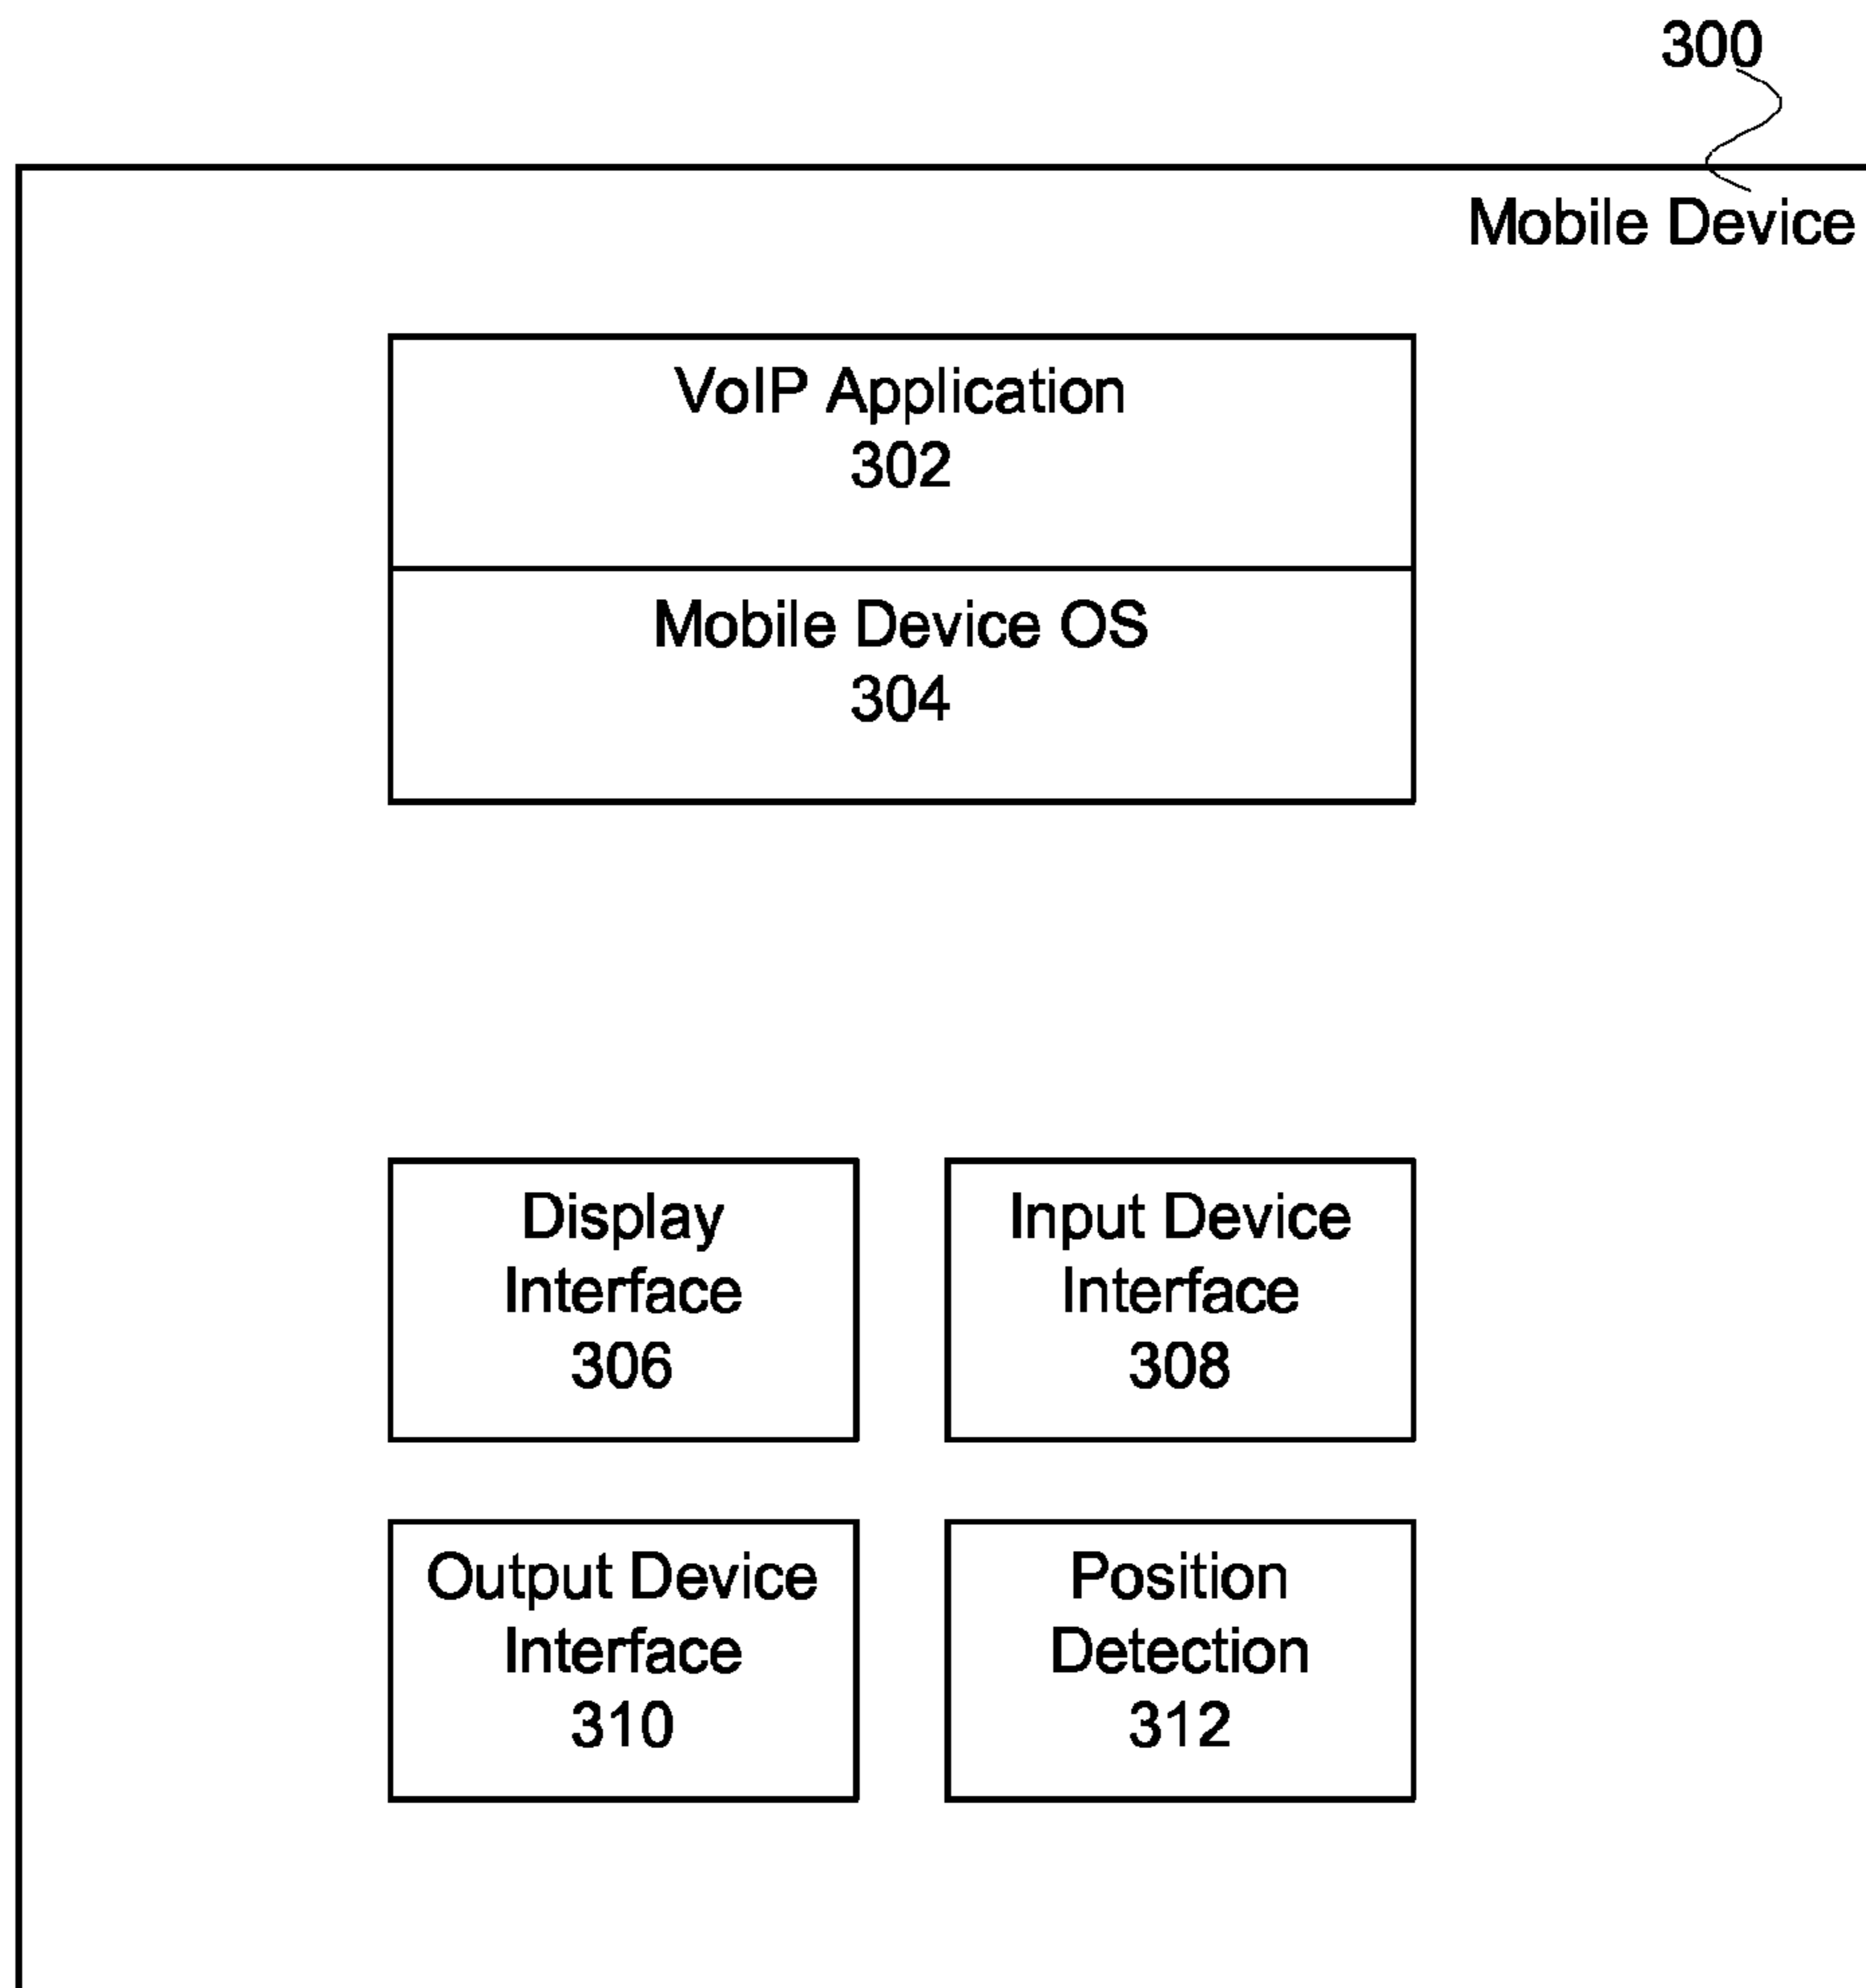 300
Mobile Device
VoIP Application
302
Mobile Device OS
304
Display
Interface
306
Input Device
Interface
308
Output Device
Interface
310
Position
Detection
312